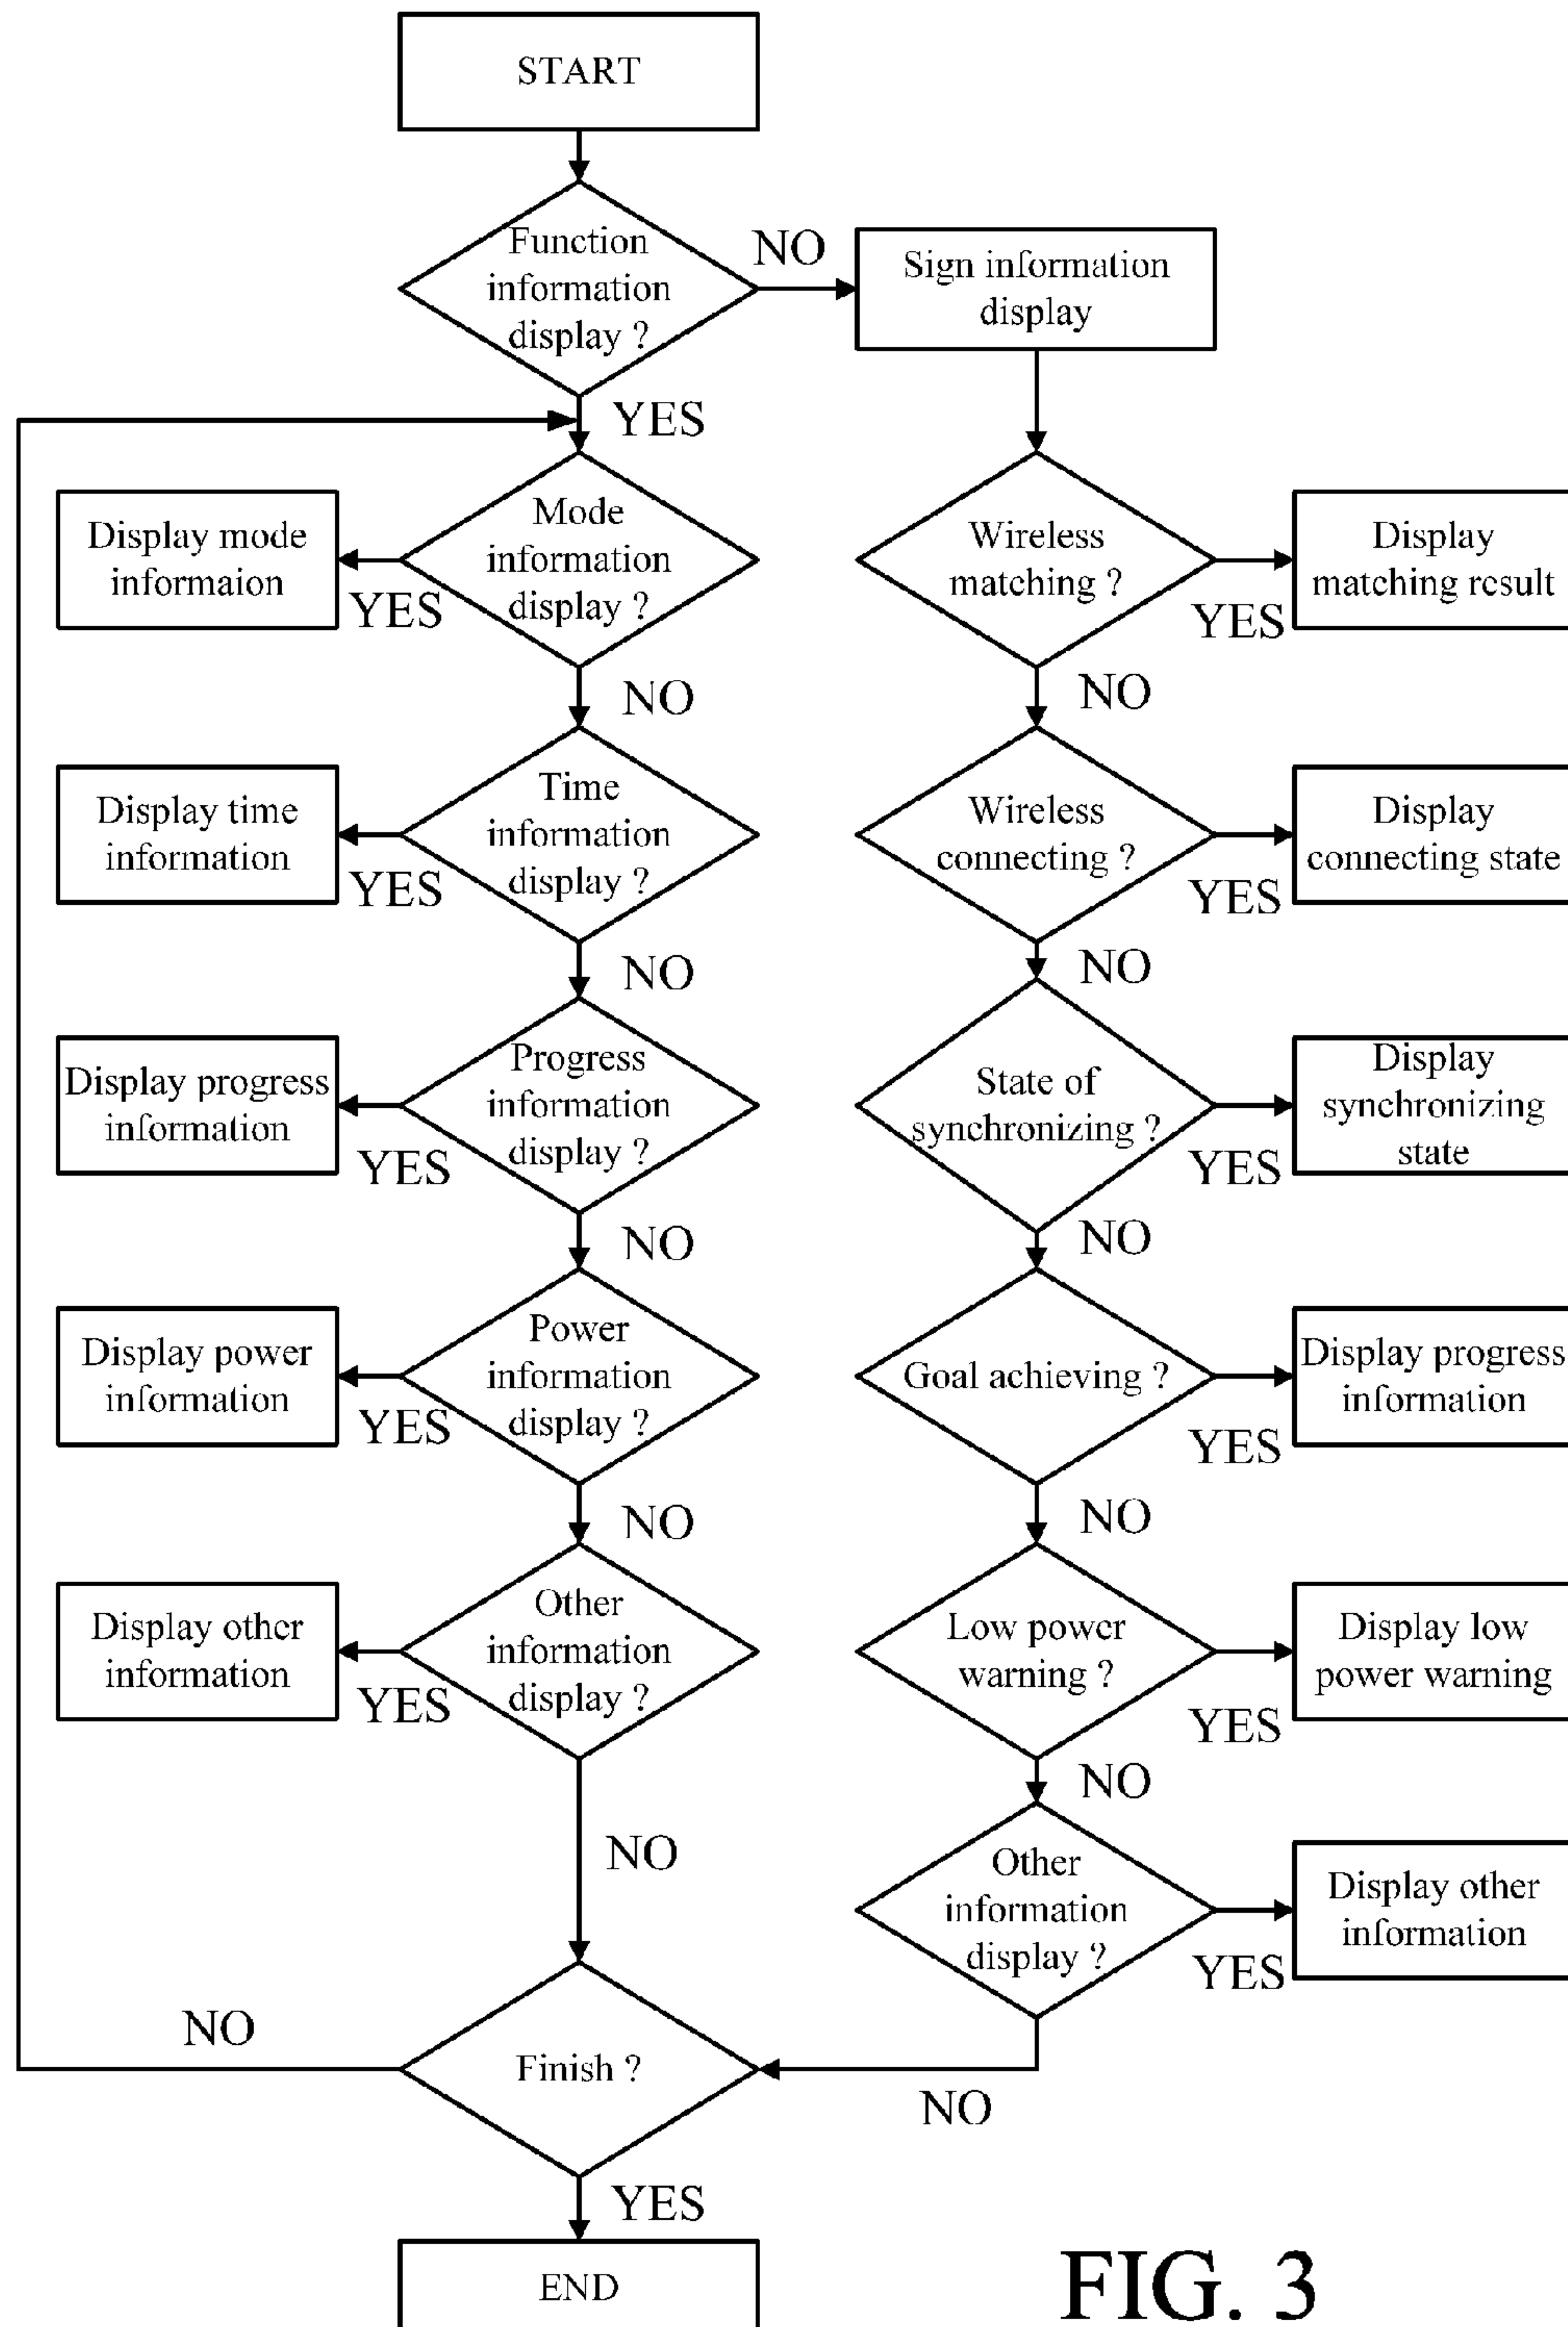 START
Function
information
display ?
NO
Sign information
display
YES
Mode
information
display ?
Display mode
informaion
YES
Wireless
matching ?
Display
matching result
YES
NO
NO
Time
information
display ?
Display time
information
YES
Wireless
connecting ?
Display
connecting state
YES
NO
NO
Progress
information
display ?
Display progress
information
YES
State of
synchronizing ?
Display
synchronizing
state
YES
NO
NO
Power
information
display ?
Display power
information
YES
Goal achieving ?
Display progress
information
YES
NO
NO
Other
information
display ?
Display other
information
YES
Low power
warning ?
Display low
power warning
YES
NO
NO
Other
information
display ?
Display other
information
YES
NO
Finish ?
NO
YES
END
FIG. 3